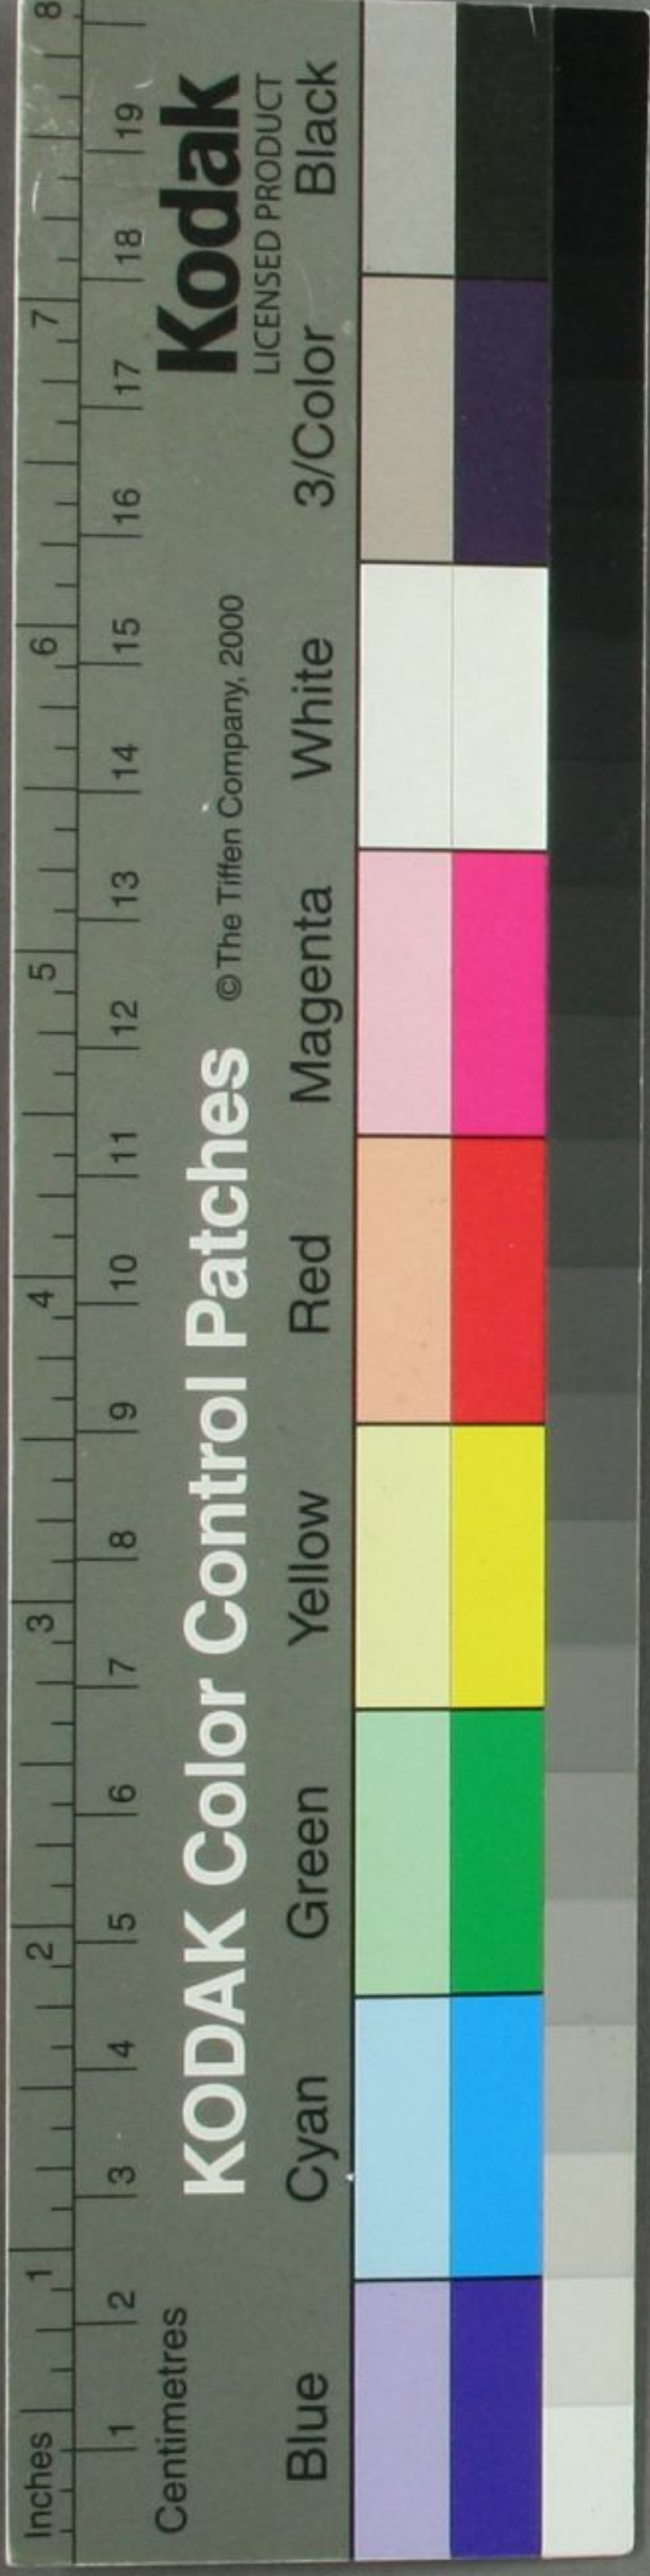 Inches 1 2 3 4 5 6 7 8
1 2 3 4 5 6 7 8 9 10 11 12 13 14 15 16 17 18 19
Centimetres
KODAK Color Control Patches © The Tiffen Company, 2000 Kodak
LICENSED PRODUCT
Blue Cyan Green Yellow Red Magenta White 3/Color Black